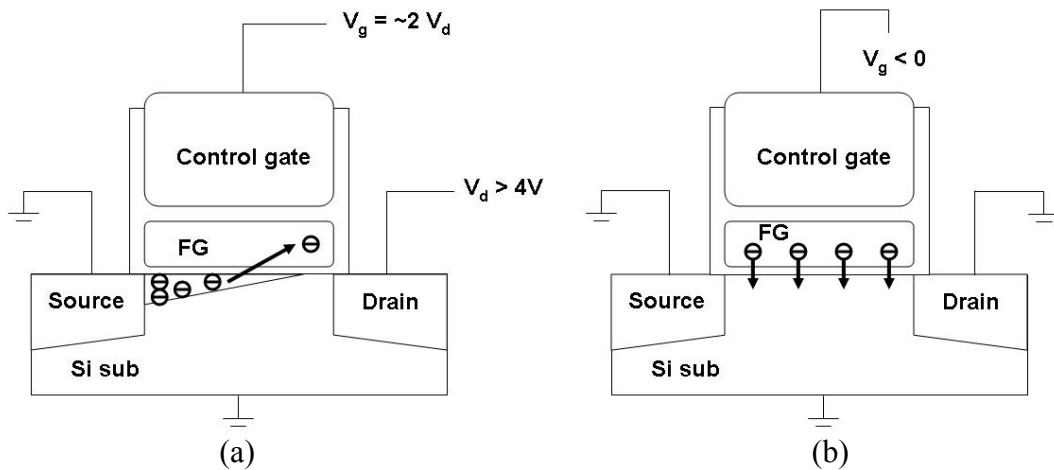 V_g = ~2 V_d
Control gate
V_d > 4V
FG
Source
Drain
Si sub
(a)
V_g < 0
Control gate
FG
Source
Drain
Si sub
(b)